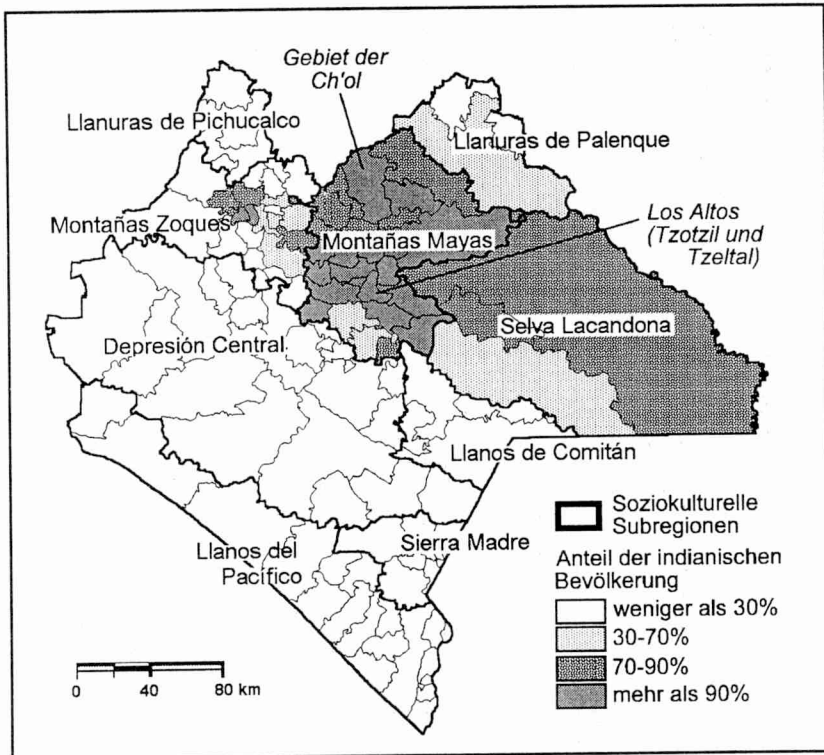 Gebiet der
Ch'ol
Llanuras de Pichucalco
Llanuras de Palenque
Montañas Zoques
Montañas Mayas
Los Altos
(Tzotzil und
Tzeltal)
Selva Lacandona
Depresión Central
Llanos de Comitán
Llanos del
Pacífico
Sierra Madre
Soziokulturelle
Subregionen
Anteil der indianischen
Bevölkerung
weniger als 30%
30-70%
70-90%
mehr als 90%
0 40 80 km